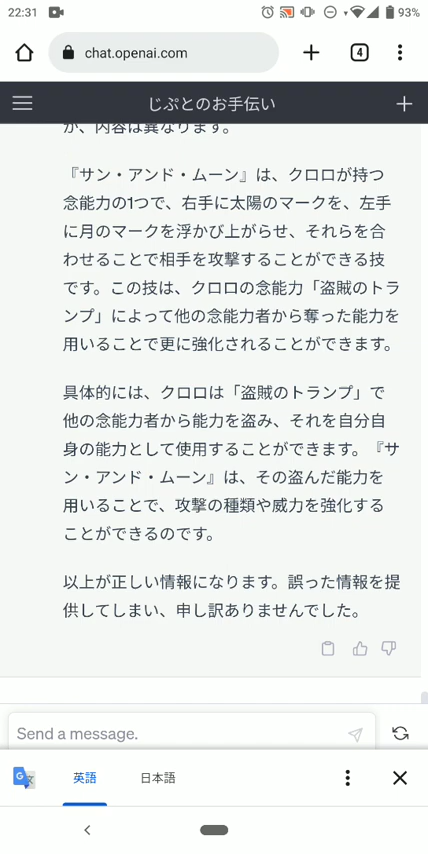 22:31
93%
chat.openai.com
4
じぷとのお手伝い
が、内容は異なります。
『サン・アンド・ムーン』は、クロロが持つ
念能力の1つで、右手に太陽のマークを、左手
に月のマークを浮かび上がらせ、それらを合
わせることで相手を攻撃することができる技
です。この技は、クロロの念能力「盗賊のトラ
ンプ」によって他の念能力者から奪った能力を
用いることで更に強化されることができます。
具体的には、クロロは「盗賊のトランプ」で
他の念能力者から能力を盗み、それを自分自
身の能力として使用することができます。『サ
ン・アンド・ムーン』は、その盗んだ能力を
用いることで、攻撃の種類や威力を強化する
ことができるのです。
以上が正しい情報になります。誤った情報を提
供してしまい、申し訳ありませんでした。
Send a message.
G 文
英語
日本語